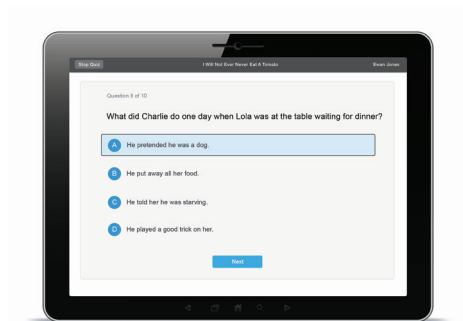 Stop Quiz
I Will Not Ever Never Eat A Tomato
Ewan Jones
Question 8 of 10
What did Charlie do one day when Lola was at the table waiting for dinner?
A He pretended he was a dog.
B He put away all her food.
C He told her he was starving.
D He played a good trick on her.
Next